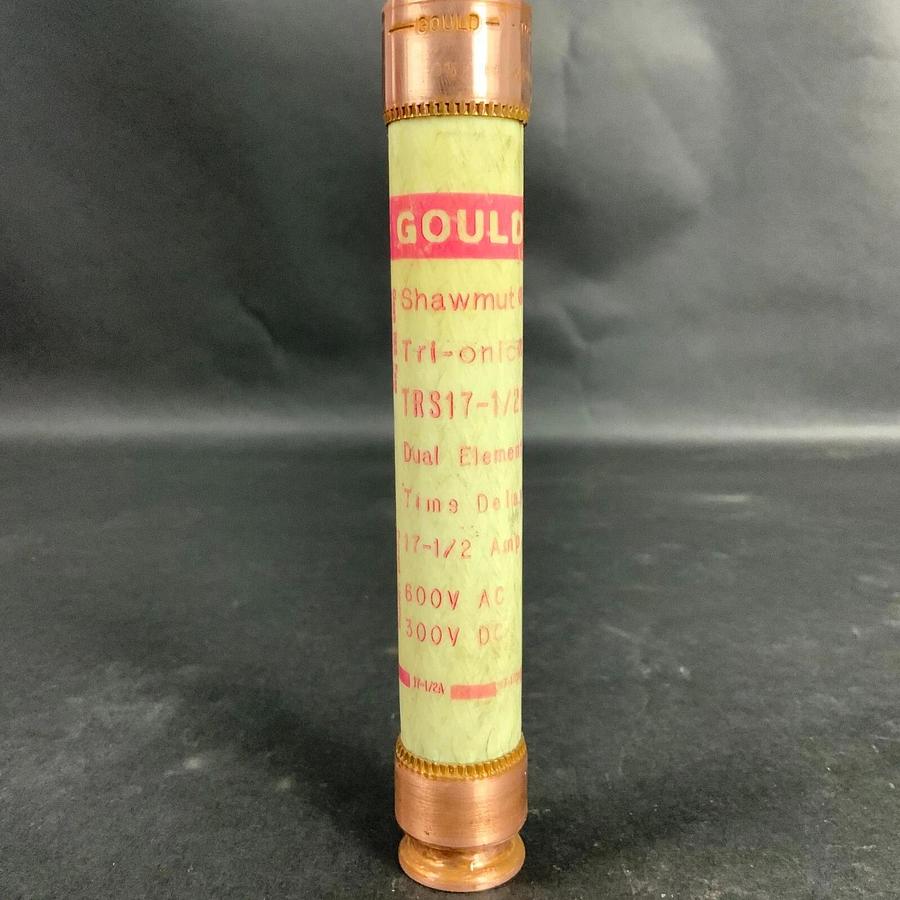 GOULD
GOULD
Shawmut
Tri-onic
TRS17-1/2
Dual Element
Time Delay
17-1/2 Amp
600V AC
300V DC
17-1/2A